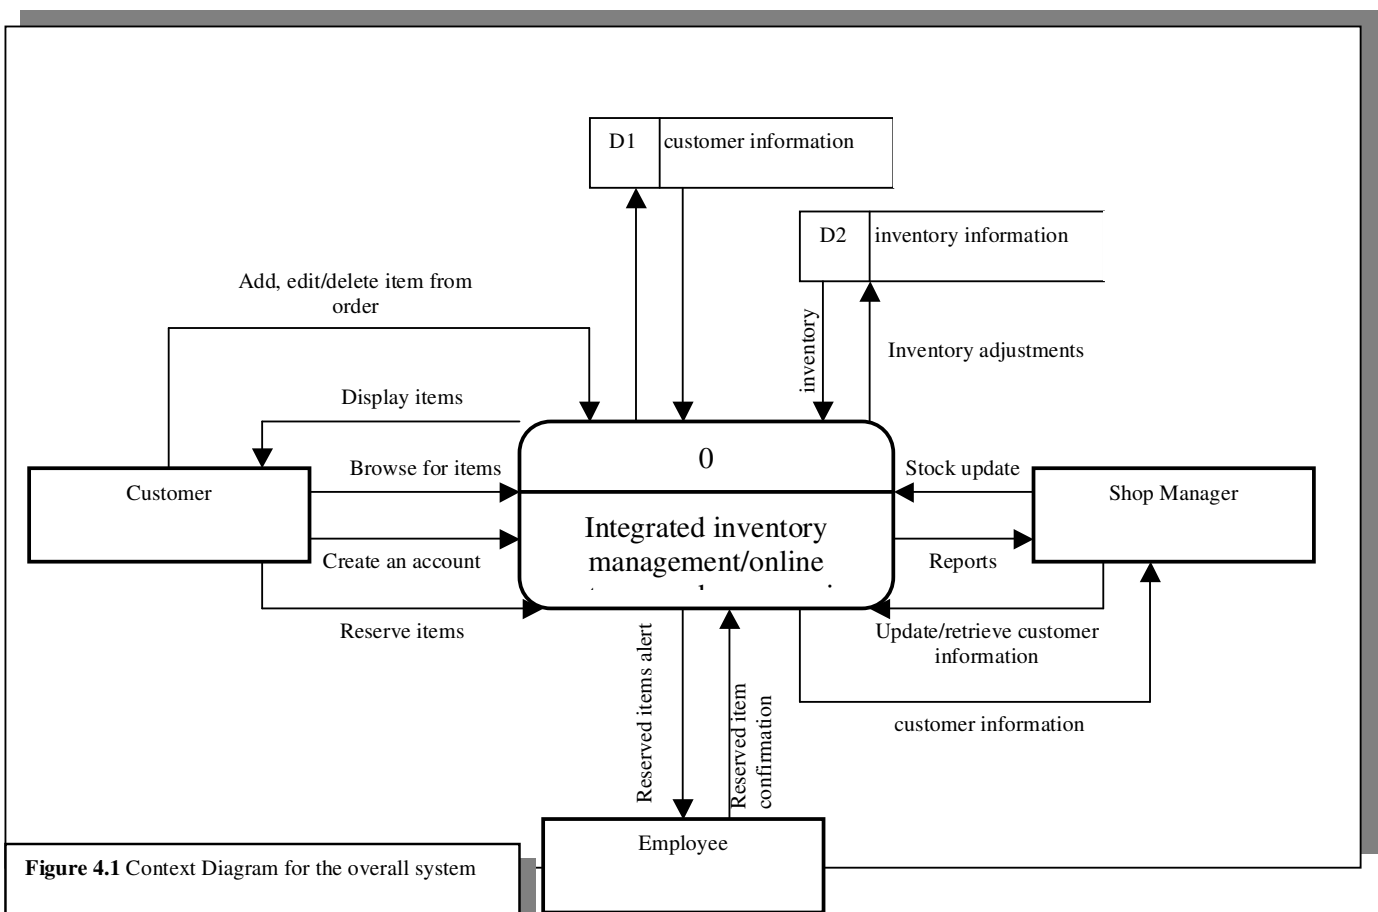 D1
customer information
D2
inventory information
Add, edit/delete item from
order
inventory
Inventory adjustments
Display items
0
Browse for items
Stock update
Customer
Shop Manager
Integrated inventory
management/online
Create an account
Reports
Reserve items
Update/retrieve customer
information
Reserved items alert
Reserved item
confirmation
customer information
Employee
Figure 4.1 Context Diagram for the overall system